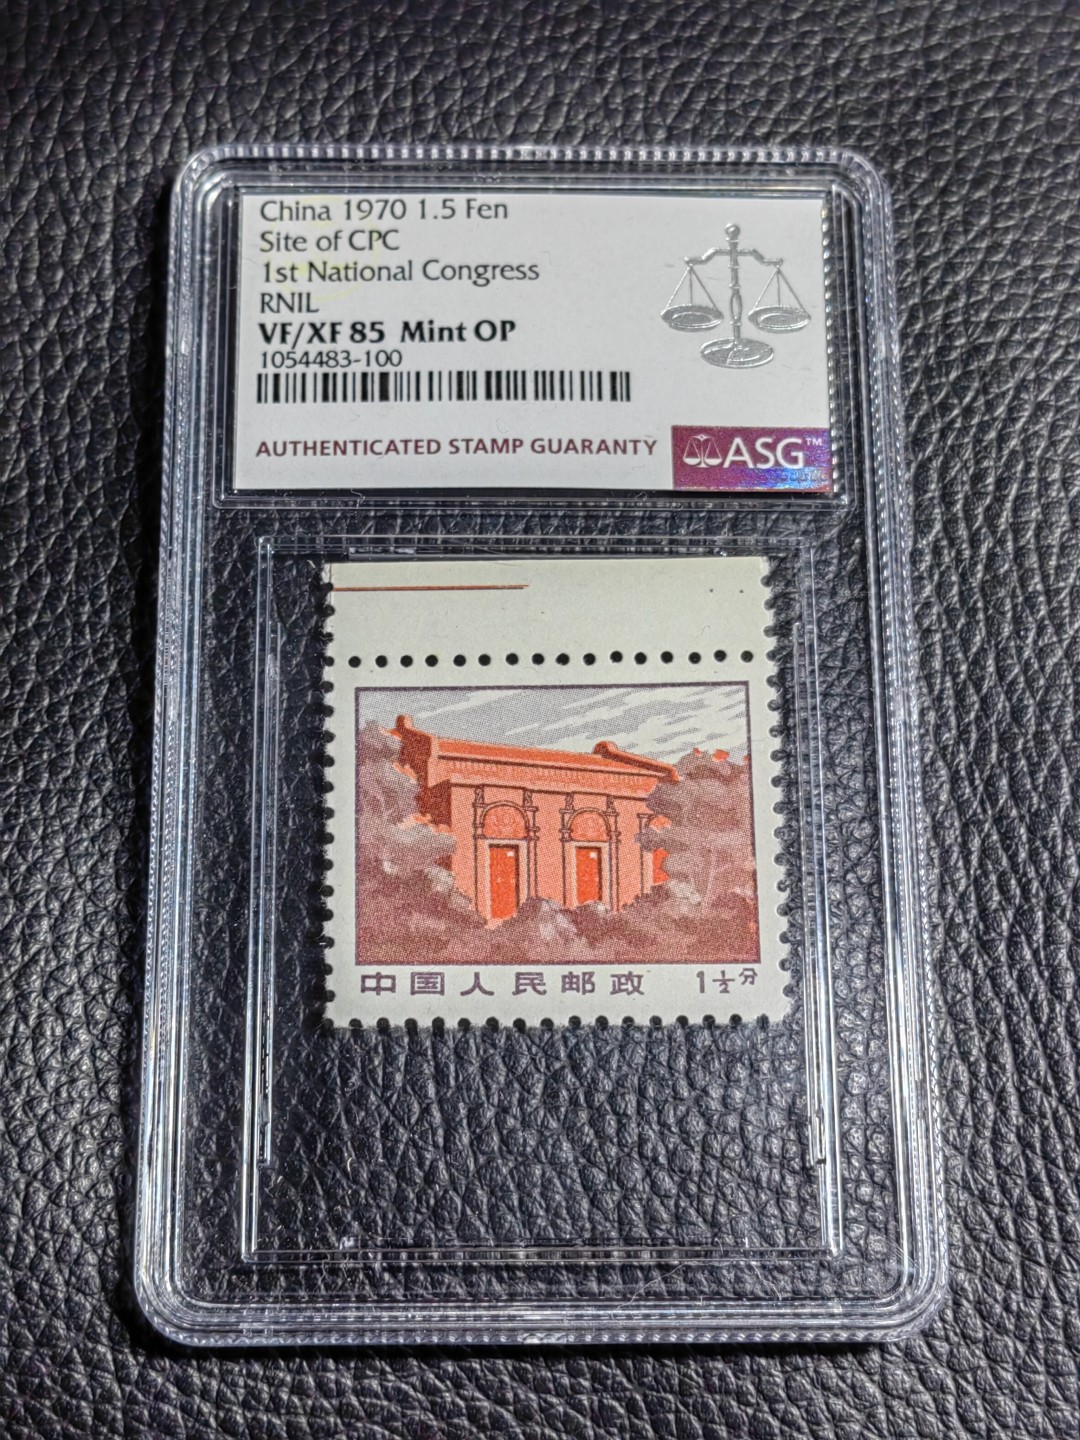 China 1970 1.5 Fen
Site of CPC
1st National Congress
RNIL
VF/XF 85 Mint OP
1054483-100
AUTHENTICATED STAMP GUARANTY
ASG™
中国人民邮政 1½分